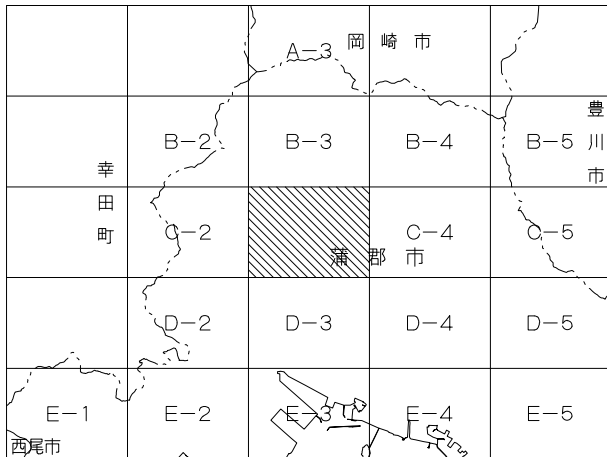 A-3 岡崎市
B-2 B-3 B-4 B-5 豊川市
幸田町
C-2 C-4 C-5
蒲郡市
D-2 D-3 D-4 D-5
E-1 E-2 E-3 E-4 E-5
西尾市